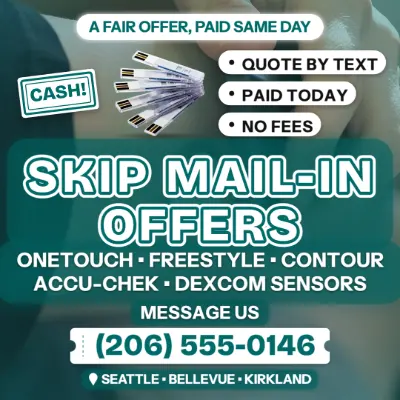 A FAIR OFFER, PAID SAME DAY
CASH!
• QUOTE BY TEXT
• PAID TODAY
• NO FEES
SKIP MAIL-IN
OFFERS
ONETOUCH ▪ FREESTYLE ▪ CONTOUR
ACCU-CHEK ▪ DEXCOM SENSORS
MESSAGE US
(206) 555-0146
SEATTLE ▪ BELLEVUE ▪ KIRKLAND